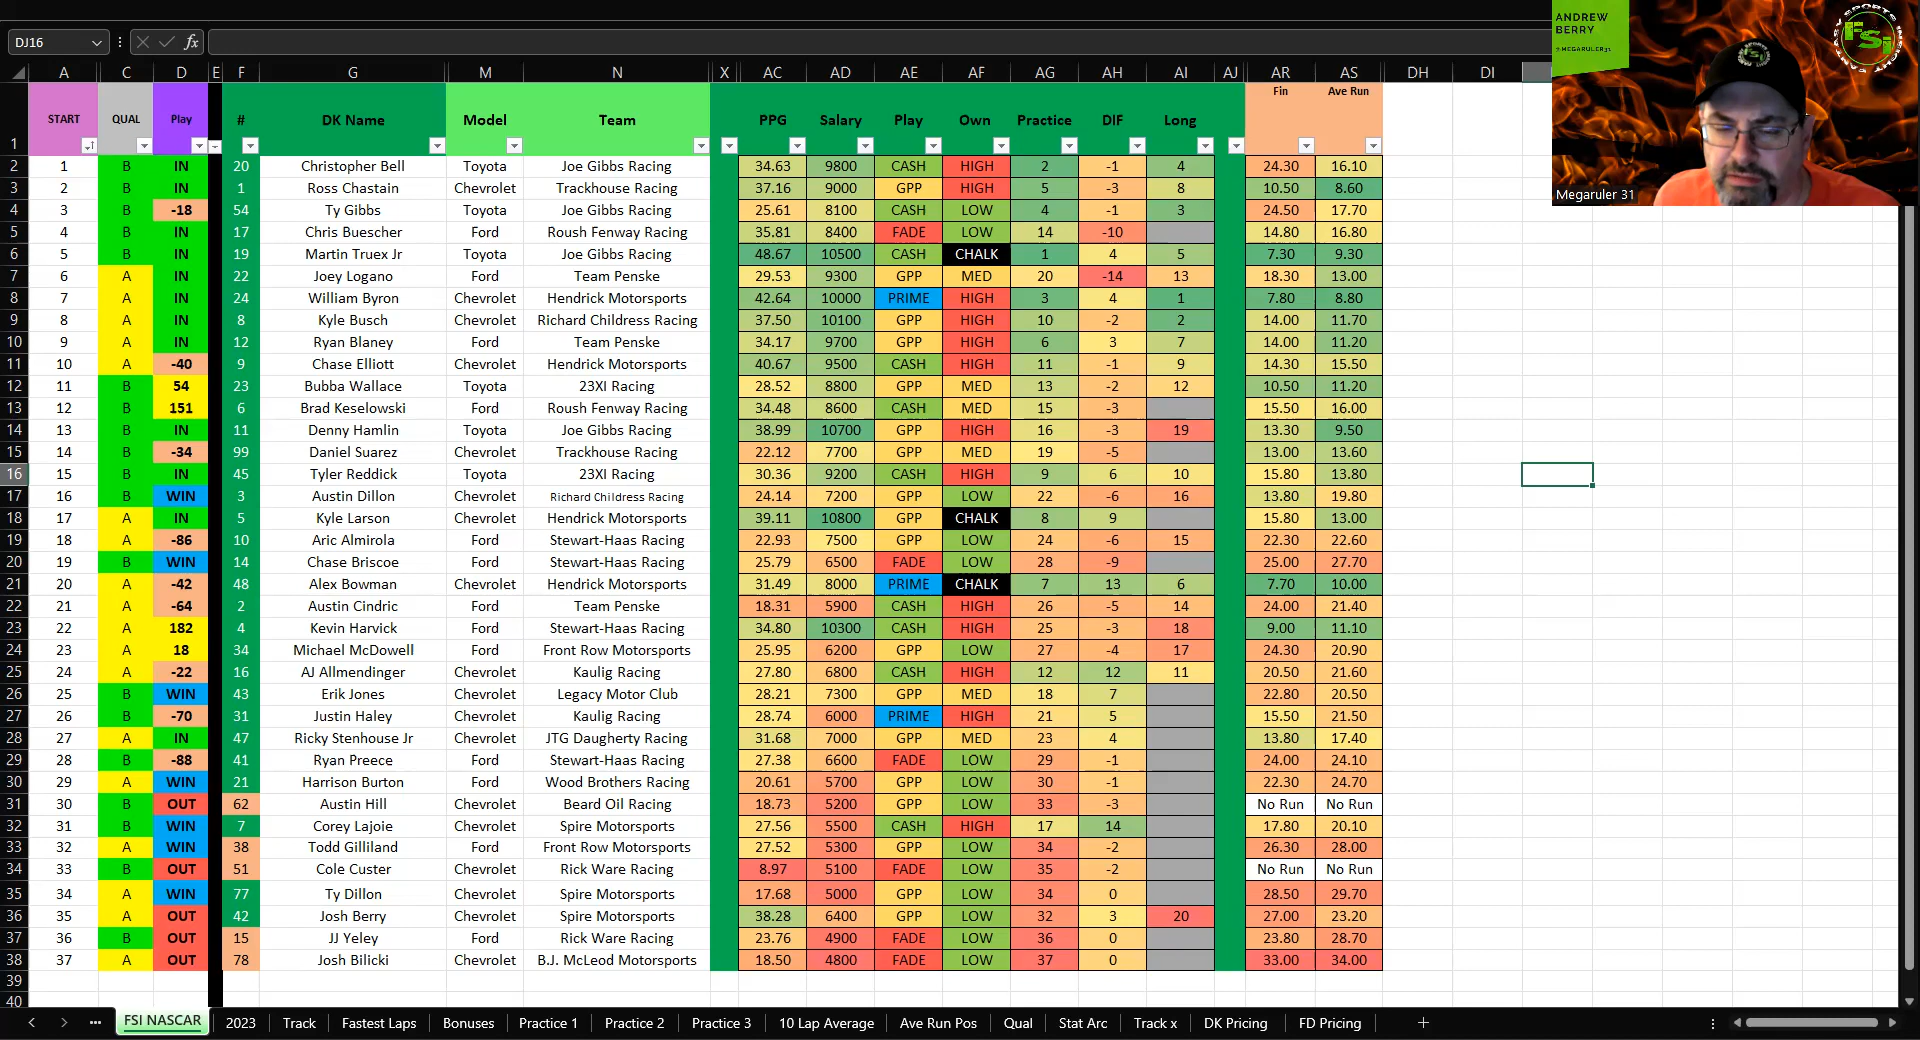 DJ16 fx
A C D E F G M N X AC AD AE AF AG AH AI AJ AR AS DH DI
START QUAL Play # DK Name Model Team PPG Salary Play Own Practice DIF Long Fin Ave Run
1
2 1 B IN 20 Christopher Bell Toyota Joe Gibbs Racing 34.63 9800 CASH HIGH 2 -1 4 24.30 16.10
3 2 B IN 1 Ross Chastain Chevrolet Trackhouse Racing 37.16 9000 GPP HIGH 5 -3 8 10.50 8.60
4 3 B -18 54 Ty Gibbs Toyota Joe Gibbs Racing 25.61 8100 CASH LOW 4 -1 3 24.50 17.70
5 4 B IN 17 Chris Buescher Ford Roush Fenway Racing 35.81 8400 FADE LOW 14 -10 14.80 16.80
6 5 B IN 19 Martin Truex Jr Toyota Joe Gibbs Racing 48.67 10500 CASH CHALK 1 4 5 7.30 9.30
7 6 A IN 22 Joey Logano Ford Team Penske 29.53 9300 GPP MED 20 -14 13 18.30 13.00
8 7 A IN 24 William Byron Chevrolet Hendrick Motorsports 42.64 10000 PRIME HIGH 3 4 1 7.80 8.80
9 8 A IN 8 Kyle Busch Chevrolet Richard Childress Racing 37.50 10100 GPP HIGH 10 -2 2 14.00 11.70
10 9 A IN 12 Ryan Blaney Ford Team Penske 34.17 9700 GPP HIGH 6 3 7 14.00 11.20
11 10 A -40 9 Chase Elliott Chevrolet Hendrick Motorsports 40.67 9500 CASH HIGH 11 -1 9 14.30 15.50
12 11 B 54 23 Bubba Wallace Toyota 23XI Racing 28.52 8800 GPP MED 13 -2 12 10.50 11.20
13 12 B 151 6 Brad Keselowski Ford Roush Fenway Racing 34.48 8600 CASH MED 15 -3 15.50 16.00
14 13 B IN 11 Denny Hamlin Toyota Joe Gibbs Racing 38.99 10700 GPP HIGH 16 -3 19 13.30 9.50
15 14 B -34 99 Daniel Suarez Chevrolet Trackhouse Racing 22.12 7700 GPP MED 19 -5 13.00 13.60
16 15 B IN 45 Tyler Reddick Toyota 23XI Racing 30.36 9200 CASH HIGH 9 6 10 15.80 13.80
17 16 B WIN 3 Austin Dillon Chevrolet Richard Childress Racing 24.14 7200 GPP LOW 22 -6 16 13.80 19.80
18 17 A IN 5 Kyle Larson Chevrolet Hendrick Motorsports 39.11 10800 GPP CHALK 8 9 15.80 13.00
19 18 A -86 10 Aric Almirola Ford Stewart-Haas Racing 22.93 7500 GPP LOW 24 -6 15 22.30 22.60
20 19 B WIN 14 Chase Briscoe Ford Stewart-Haas Racing 25.79 6500 FADE LOW 28 -9 25.00 27.70
21 20 A -42 48 Alex Bowman Chevrolet Hendrick Motorsports 31.49 8000 PRIME CHALK 7 13 6 7.70 10.00
22 21 A -64 2 Austin Cindric Ford Team Penske 18.31 5900 CASH HIGH 26 -5 14 24.00 21.40
23 22 A 182 4 Kevin Harvick Ford Stewart-Haas Racing 34.80 10300 CASH HIGH 25 -3 18 9.00 11.10
24 23 A 18 34 Michael McDowell Ford Front Row Motorsports 25.95 6200 GPP LOW 27 -4 17 24.30 20.90
25 24 A -22 16 AJ Allmendinger Chevrolet Kaulig Racing 27.80 6800 CASH HIGH 12 12 11 20.50 21.60
26 25 B WIN 43 Erik Jones Chevrolet Legacy Motor Club 28.21 7300 GPP MED 18 7 22.80 20.50
27 26 B -70 31 Justin Haley Chevrolet Kaulig Racing 28.74 6000 PRIME HIGH 21 5 15.50 21.50
28 27 A IN 47 Ricky Stenhouse Jr Chevrolet JTG Daugherty Racing 31.68 7000 GPP MED 23 4 13.80 17.40
29 28 B -88 41 Ryan Preece Ford Stewart-Haas Racing 27.38 6600 FADE LOW 29 -1 24.00 24.10
30 29 A WIN 21 Harrison Burton Ford Wood Brothers Racing 20.61 5700 GPP LOW 30 -1 22.30 24.70
31 30 B OUT 62 Austin Hill Chevrolet Beard Oil Racing 18.73 5200 GPP LOW 33 -3 No Run No Run
32 31 B WIN 7 Corey Lajoie Chevrolet Spire Motorsports 27.56 5500 CASH HIGH 17 14 17.80 20.10
33 32 A WIN 38 Todd Gilliland Ford Front Row Motorsports 27.52 5300 GPP LOW 34 -2 26.30 28.00
34 33 B OUT 51 Cole Custer Chevrolet Rick Ware Racing 8.97 5100 FADE LOW 35 -2 No Run No Run
35 34 A WIN 77 Ty Dillon Chevrolet Spire Motorsports 17.68 5000 GPP LOW 34 0 28.50 29.70
36 35 A OUT 42 Josh Berry Chevrolet Spire Motorsports 38.28 6400 GPP LOW 32 3 20 27.00 23.20
37 36 B OUT 15 JJ Yeley Ford Rick Ware Racing 23.76 4900 FADE LOW 36 0 23.80 28.70
38 37 A OUT 78 Josh Bilicki Chevrolet B.J. McLeod Motorsports 18.50 4800 FADE LOW 37 0 33.00 34.00
39
40
FSI NASCAR 2023 Track Fastest Laps Bonuses Practice 1 Practice 2 Practice 3 10 Lap Average Ave Run Pos Qual Stat Arc Track x DK Pricing FD Pricing
ANDREW
BERRY
@MEGARULER31
FANTASY SPORTS INSIGHT
FSi
Megaruler 31